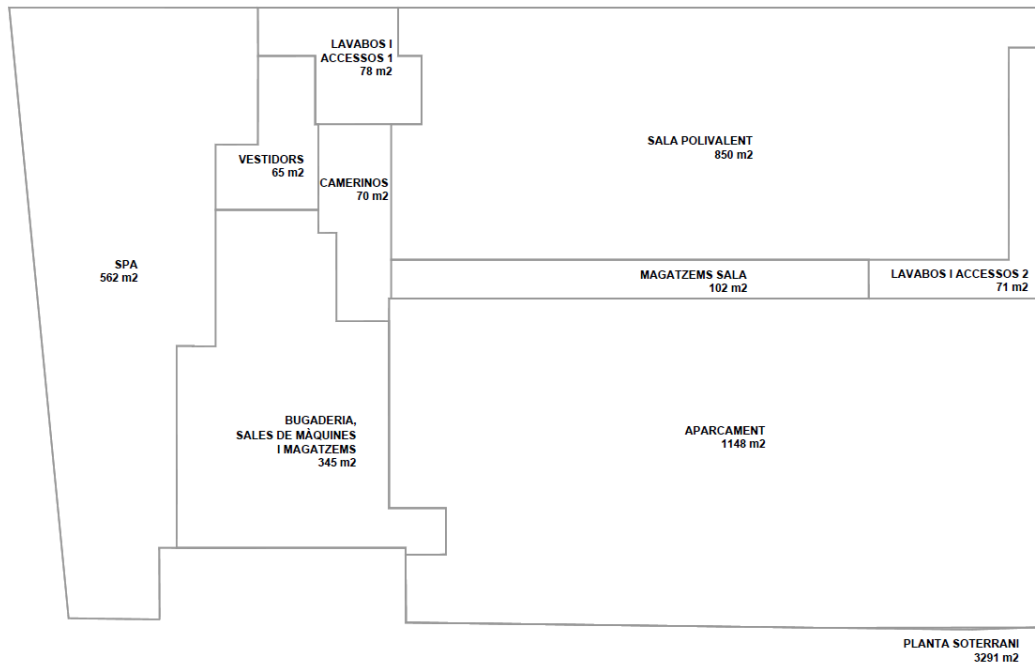 LAVABOS I
ACCESSOS 1
78 m2
SALA POLIVALENT
850 m2
VESTIDORS
65 m2
CAMERINOS
70 m2
SPA
562 m2
MAGATZEMS SALA
102 m2
LAVABOS I ACCESSOS 2
71 m2
BUGADERIA,
SALES DE MÀQUINES
I MAGATZEMS
345 m2
APARCAMENT
1148 m2
PLANTA SOTERRANI
3291 m2